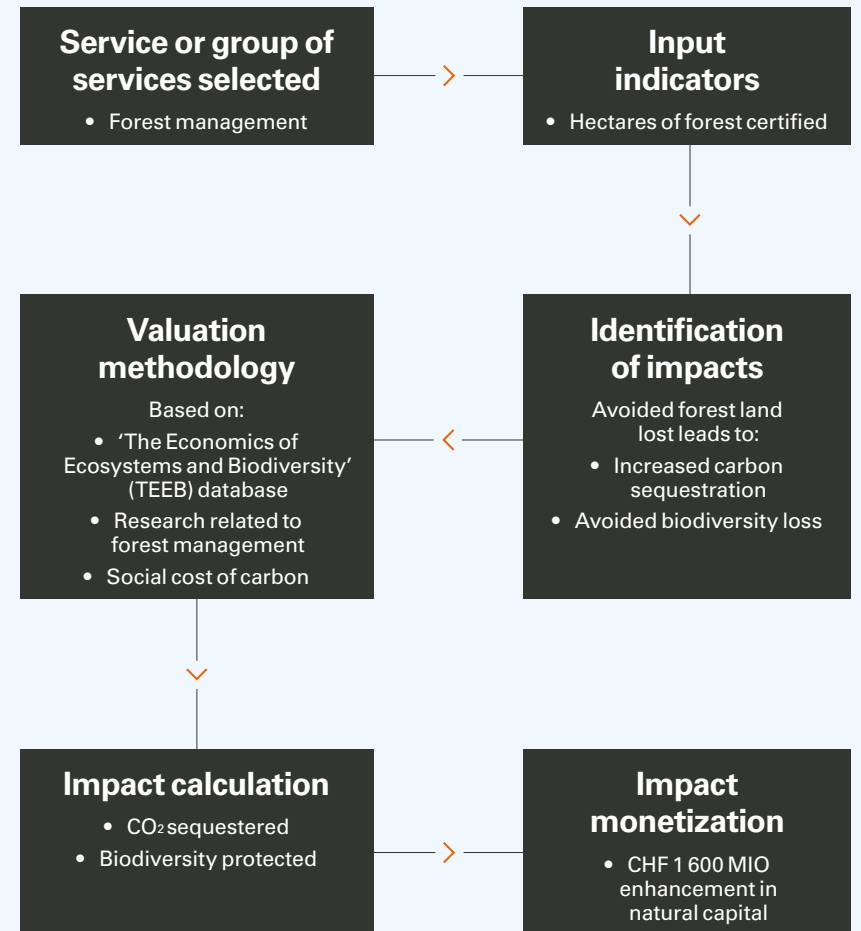 Service or group of
services selected
• Forest management
Input
indicators
• Hectares of forest certified
Identification
of impacts
Avoided forest land
lost leads to:
• Increased carbon
sequestration
• Avoided biodiversity loss
Valuation
methodology
Based on:
• ‘The Economics of
Ecosystems and Biodiversity’
(TEEB) database
• Research related to
forest management
• Social cost of carbon
Impact calculation
• CO₂ sequestered
• Biodiversity protected
Impact
monetization
• CHF 1 600 MIO
enhancement in
natural capital